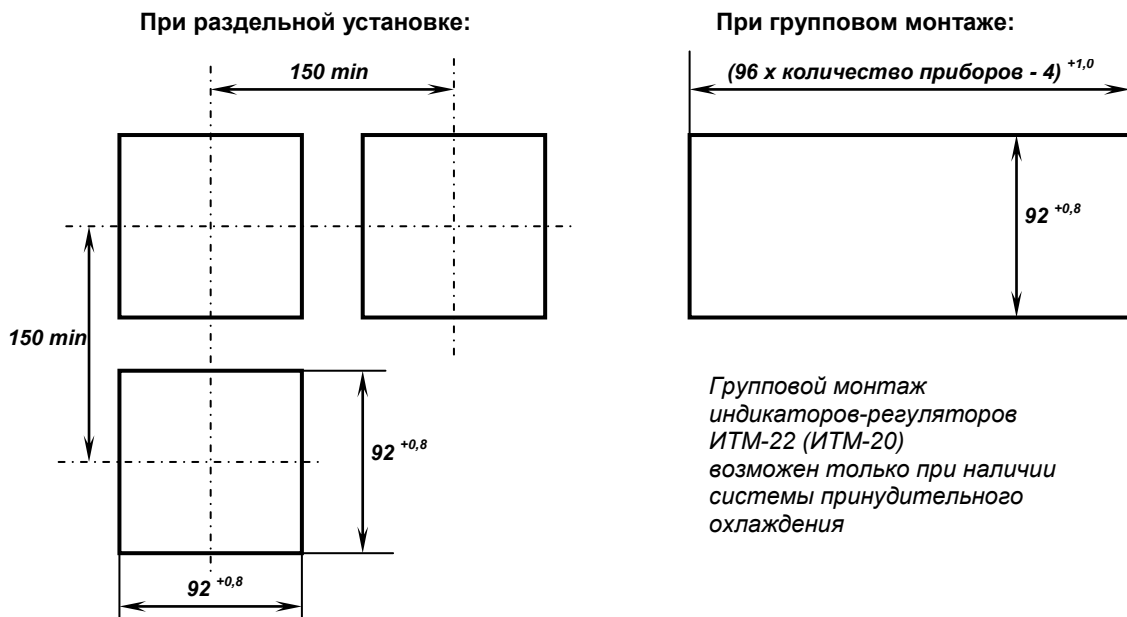 При раздельной установке:
150 min
150 min
92 +0,8
92 +0,8
При групповом монтаже:
(96 х количество приборов - 4) +1,0
92 +0,8
Групповой монтаж
индикаторов-регуляторов
ИТМ-22 (ИТМ-20)
возможен только при наличии
системы принудительного
охлаждения